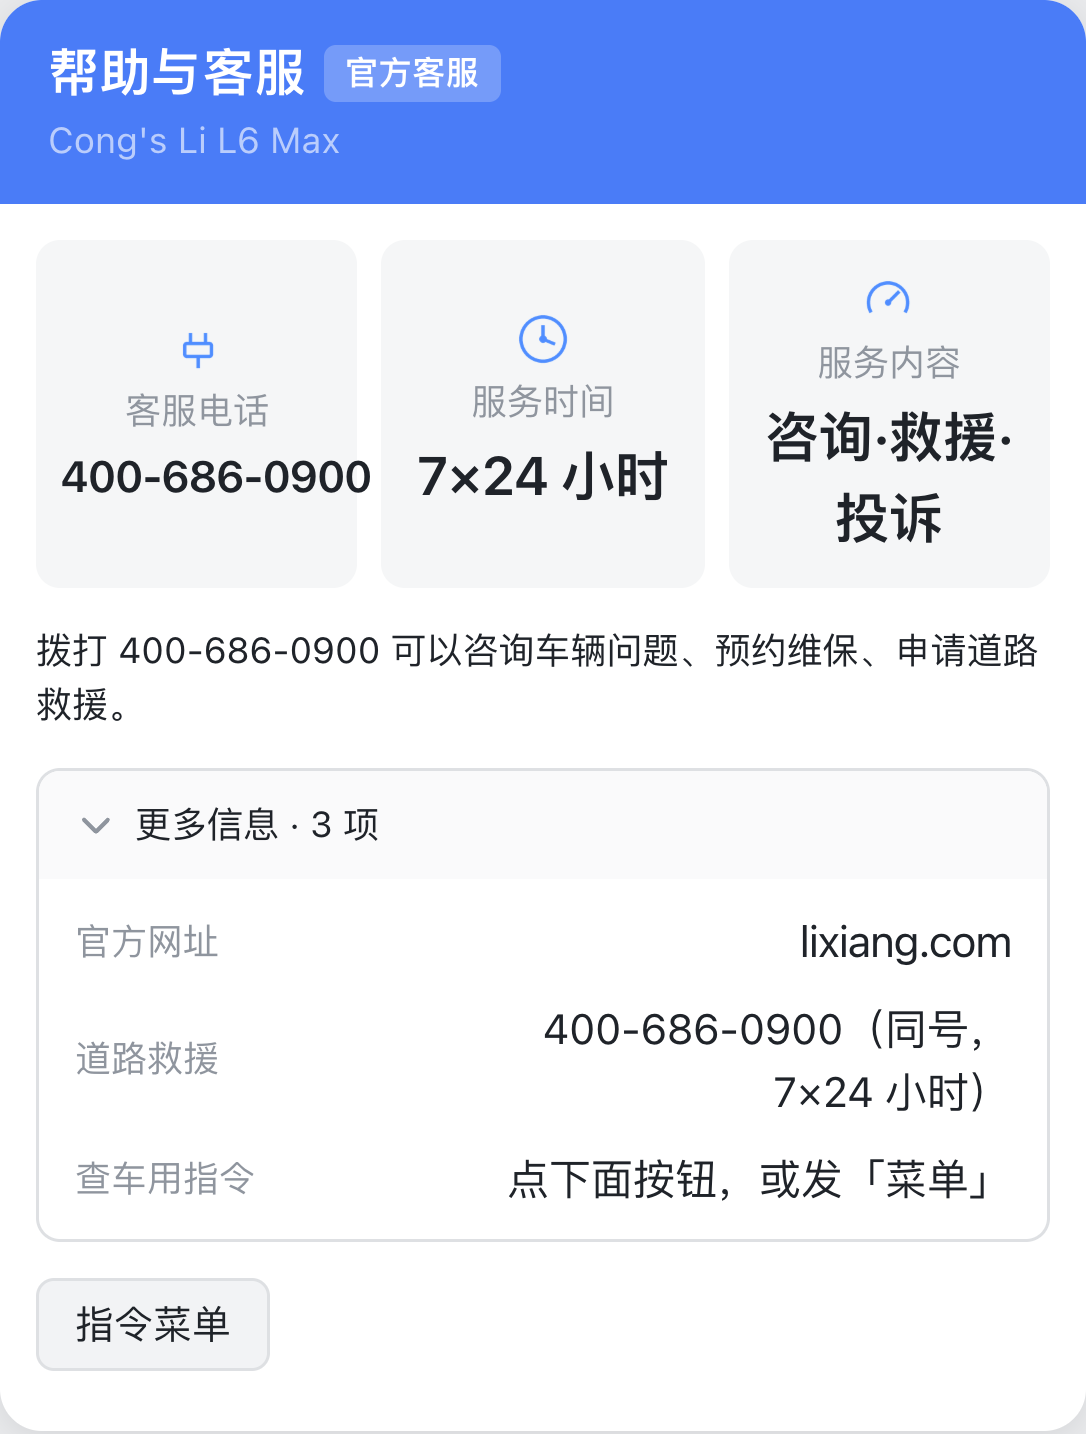 帮助与客服 官方客服
Cong's Li L6 Max
客服电话
400-686-0900
服务时间
7×24 小时
服务内容
咨询·救援·
投诉
拨打 400-686-0900 可以咨询车辆问题、预约维保、申请道路
救援。
更多信息 · 3 项
官方网址 lixiang.com
道路救援 400-686-0900（同号，
7×24 小时）
查车用指令 点下面按钮，或发「菜单」
指令菜单